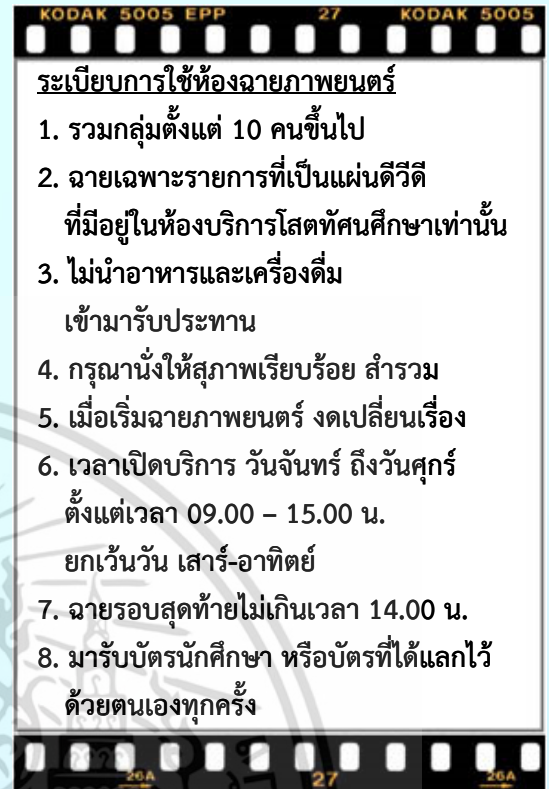 KODAK 5005 EPP 27 KODAK 5005
ระเบียบการใช้ห้องฉายภาพยนตร์
1. รวมกลุ่มตั้งแต่ 10 คนขึ้นไป
2. ฉายเฉพาะรายการที่เป็นแผ่นดีวีดี
ที่มีอยู่ในห้องบริการโสตทัศนศึกษาเท่านั้น
3. ไม่นำอาหารและเครื่องดื่ม
เข้ามารับประทาน
4. กรุณานั่งให้สุภาพเรียบร้อย สำรวม
5. เมื่อเริ่มฉายภาพยนตร์ งดเปลี่ยนเรื่อง
6. เวลาเปิดบริการ วันจันทร์ ถึงวันศุกร์
ตั้งแต่เวลา 09.00 – 15.00 น.
ยกเว้นวัน เสาร์-อาทิตย์
7. ฉายรอบสุดท้ายไม่เกินเวลา 14.00 น.
8. มารับบัตรนักศึกษา หรือบัตรที่ได้แลกไว้
ด้วยตนเองทุกครั้ง
26A 27 26A